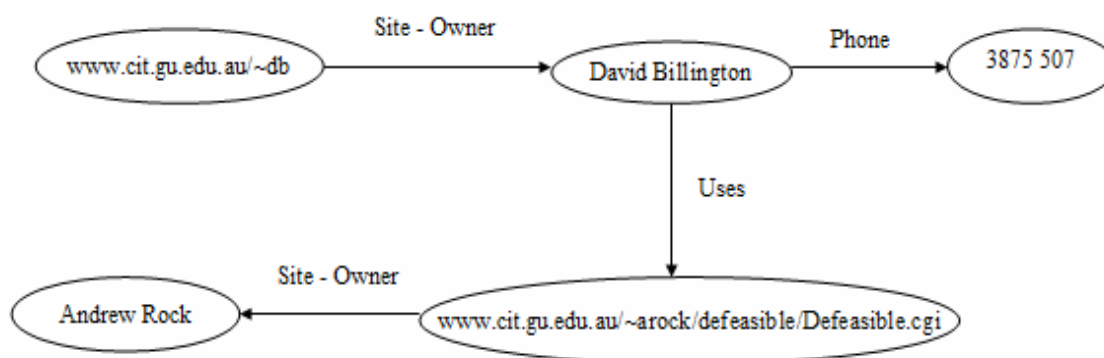 Site - Owner
Phone
www.cit.gu.edu.au/~db
David Billington
3875 507
Uses
Site - Owner
Andrew Rock
www.cit.gu.edu.au/~arock/defeasible/Defeasible.cgi